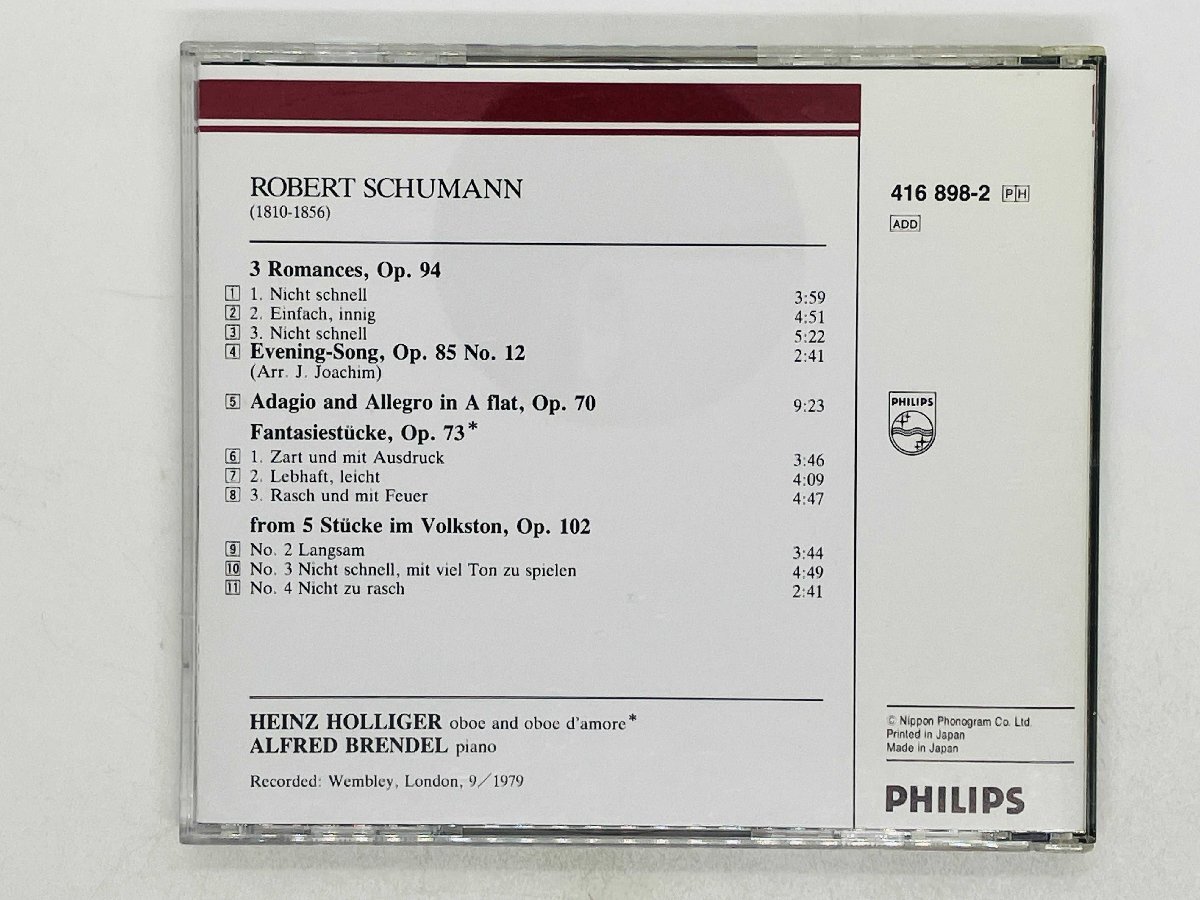 ROBERT SCHUMANN
(1810-1856)
3 Romances, Op. 94
1 1. Nicht schnell 3:59
2 2. Einfach, innig 4:51
3 3. Nicht schnell 5:22
4 Evening-Song, Op. 85 No. 12 2:41
(Arr. J. Joachim)
5 Adagio and Allegro in A flat, Op. 70 9:23
Fantasiestücke, Op. 73*
6 1. Zart und mit Ausdruck 3:46
7 2. Lebhaft, leicht 4:09
8 3. Rasch und mit Feuer 4:47
from 5 Stücke im Volkston, Op. 102
9 No. 2 Langsam 3:44
10 No. 3 Nicht schnell, mit viel Ton zu spielen 4:49
11 No. 4 Nicht zu rasch 2:41
HEINZ HOLLIGER oboe and oboe d'amore*
ALFRED BRENDEL piano
Recorded: Wembley, London, 9/1979
416 898-2 PH
ADD
PHILIPS
© Nippon Phonogram Co. Ltd.
Printed in Japan
Made in Japan
PHILIPS